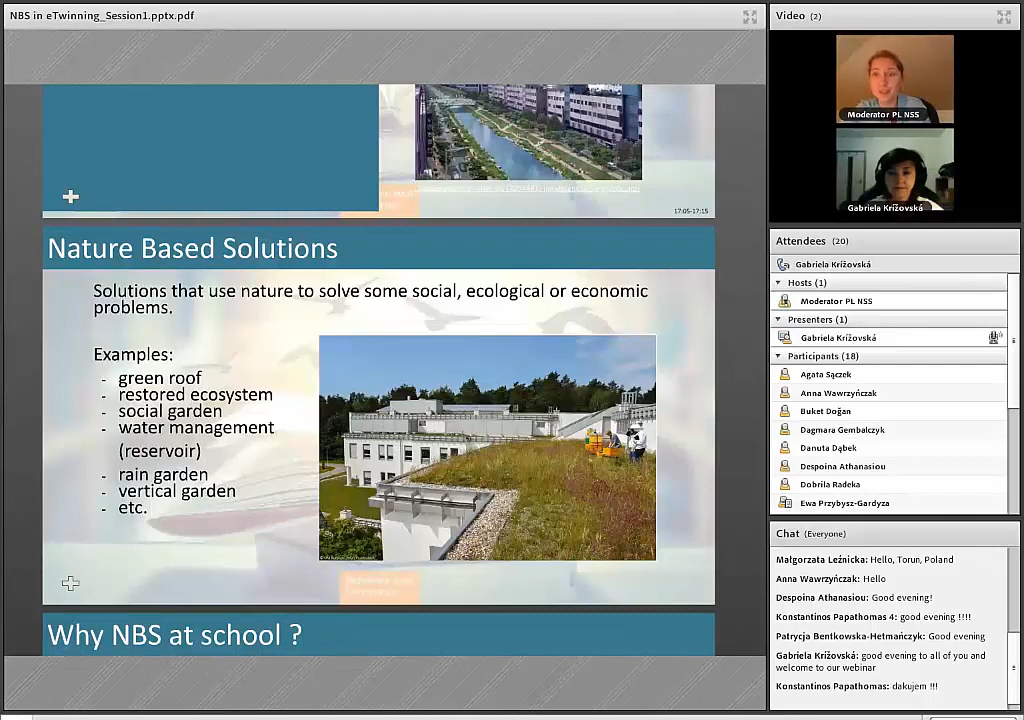 NBS in eTwinning_Session1.pptx.pdf
17:05-17:15
Nature Based Solutions
Solutions that use nature to solve some social, ecological or economic
problems.
Examples:
- green roof
- restored ecosystem
- social garden
- water management
(reservoir)
- rain garden
- vertical garden
- etc.
Why NBS at school ?
Video (2)
Moderator PL NSS
Gabriela Krížovská
Attendees (20)
Gabriela Krížovská
Hosts (1)
Moderator PL NSS
Presenters (1)
Gabriela Krížovská
Participants (18)
Agata Sączek
Anna Wawrzyńczak
Buket Doğan
Dagmara Gembalczyk
Danuta Dąbek
Despoina Athanasiou
Dobrila Radeka
Ewa Przybysz-Gardyza
Chat (Everyone)
Małgorzata Leźnicka: Hello, Torun, Poland
Anna Wawrzyńczak: Hello
Despoina Athanasiou: Good evening!
Konstantinos Papathomas 4: good evening !!!!
Patrycja Bentkowska-Hetmańczyk: Good evening
Gabriela Krížovská: good evening to all of you and
welcome to our webinar
Konstantinos Papathomas: dakujem !!!